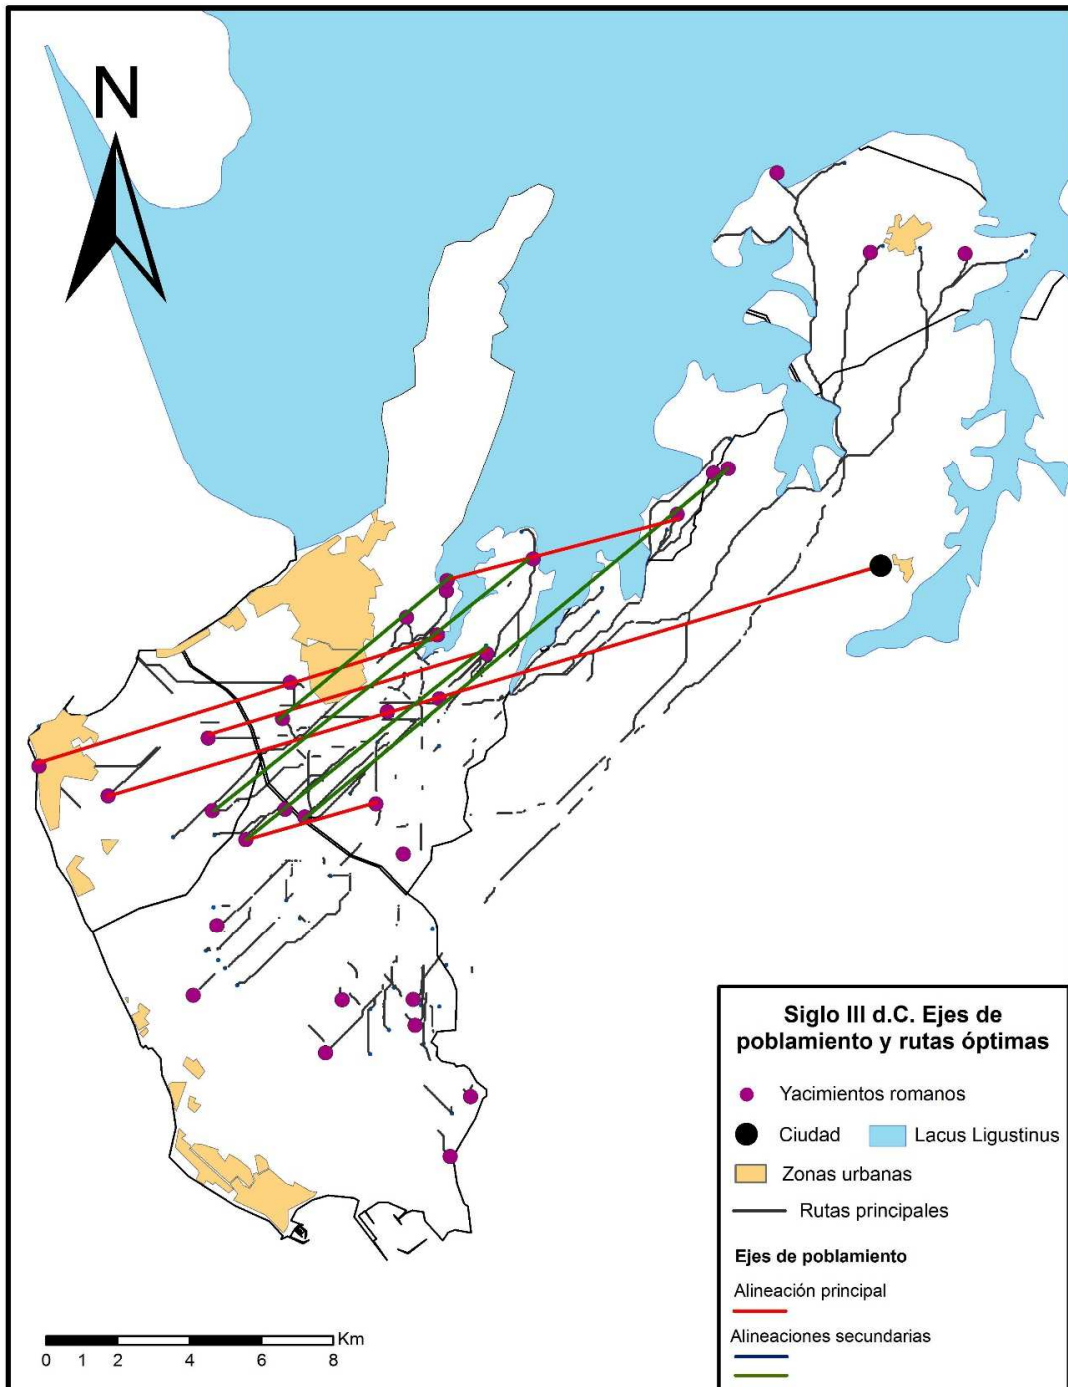 N
Siglo III d.C. Ejes de
poblamiento y rutas óptimas
Yacimientos romanos
Ciudad Lacus Ligustinus
Zonas urbanas
Rutas principales
Ejes de poblamiento
Alineación principal
Alineaciones secundarias
Km
0 1 2 4 6 8